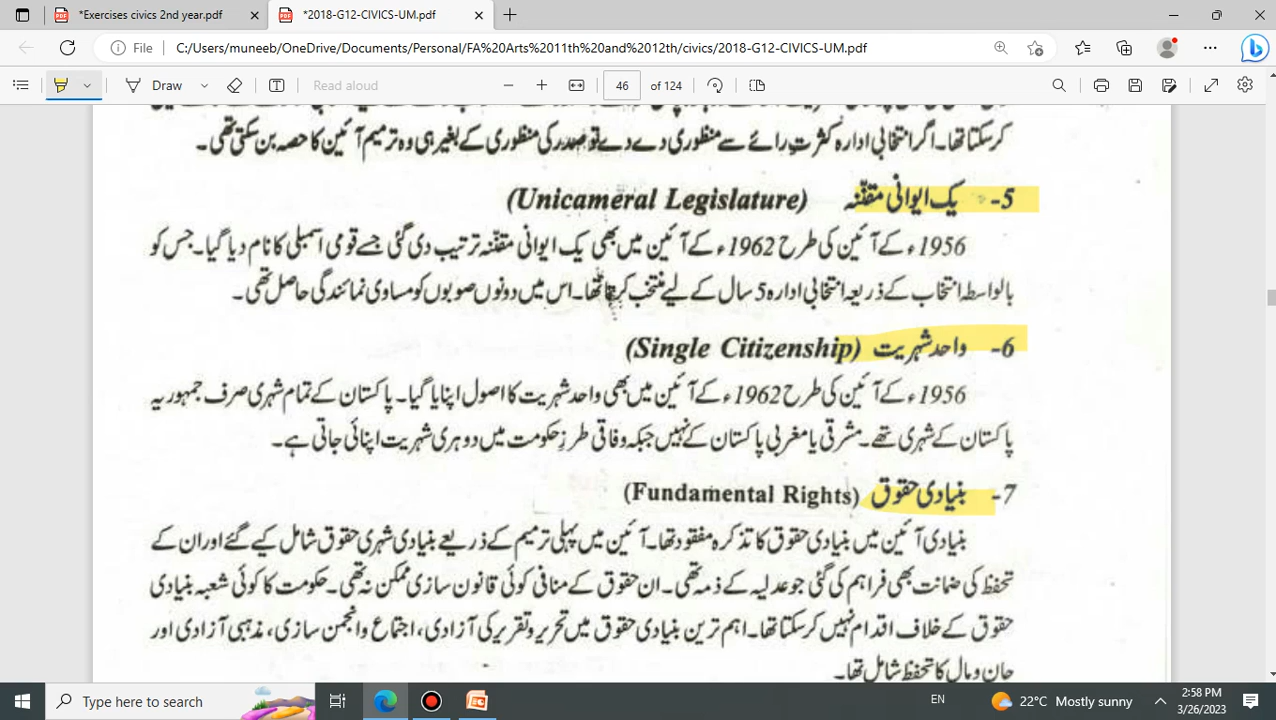 *Exercises civics 2nd year.pdf
*2018-G12-CIVICS-UM.pdf
File C:/Users/muneeb/OneDrive/Documents/Personal/FA%20Arts%2011th%20and%2012th/civics/2018-G12-CIVICS-UM.pdf
Draw Read aloud 46 of 124
کر سکتا تھا۔ اگر انتخابی ادارہ کثرتِ رائے سے منظوری دے دے تو صدر کی منظوری کے بغیر ہی وہ ترمیم آئین کا حصہ بن سکتی تھی۔
5- یک ایوانی مقنّنہ (Unicameral Legislature)
1956ء کے آئین کی طرح 1962ء کے آئین میں بھی یک ایوانی مقنّنہ ترتیب دی گئی جسے قومی اسمبلی کا نام دیا گیا۔ جس کو
بالواسطہ انتخاب کے ذریعہ انتخابی ادارہ 5 سال کے لیے منتخب کرتا تھا۔ اس میں دونوں صوبوں کو مساوی نمائندگی حاصل تھی۔
6- واحد شہریت (Single Citizenship)
1956ء کے آئین کی طرح 1962ء کے آئین میں بھی واحد شہریت کا اصول اپنایا گیا۔ پاکستان کے تمام شہری صرف جمہوریہ
پاکستان کے شہری تھے۔ مشرقی یا مغربی پاکستان کے نہیں جبکہ وفاقی طرزِ حکومت میں دوہری شہریت اپنائی جاتی ہے۔
7- بنیادی حقوق (Fundamental Rights)
بنیادی آئین میں بنیادی حقوق کا تذکرہ مفقود تھا۔ آئین میں پہلی ترمیم کے ذریعے بنیادی شہری حقوق شامل کیے گئے اور ان کے
تحفظ کی ضمانت بھی فراہم کی گئی جو عدلیہ کے ذمہ تھی۔ ان حقوق کے منافی کوئی قانون سازی ممکن نہ تھی۔ حکومت کا کوئی شعبہ بنیادی
حقوق کے خلاف اقدام نہیں کر سکتا تھا۔ اہم ترین بنیادی حقوق میں تحریر و تقریر کی آزادی، اجتماع و انجمن سازی، مذہبی آزادی اور
جان و مال کا تحفظ شامل تھا۔
Type here to search
EN
22°C Mostly sunny
2:58 PM
3/26/2023